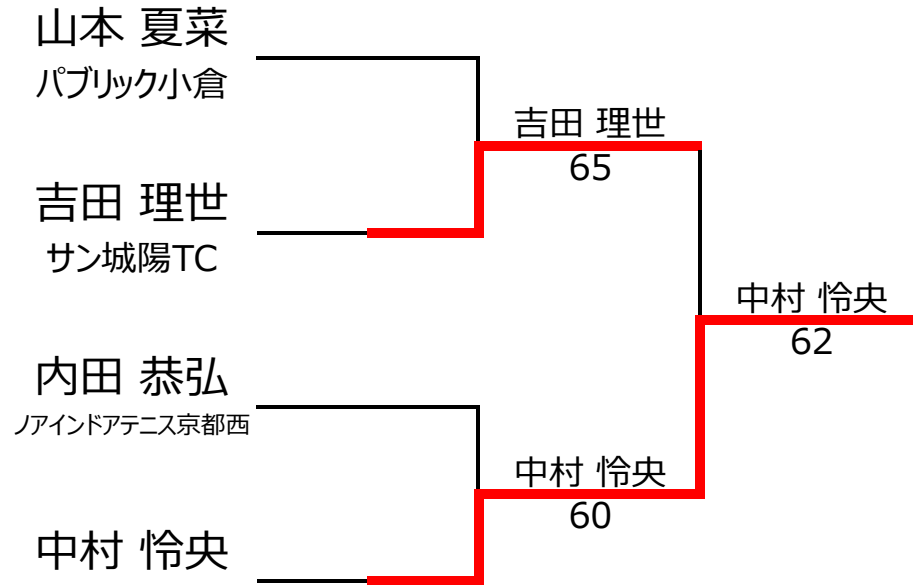 山本 夏菜
パブリック小倉
吉田 理世
65
吉田 理世
サン城陽TC
中村 怜央
62
内田 恭弘
ノアインドアテニス京都西
中村 怜央
60
中村 怜央